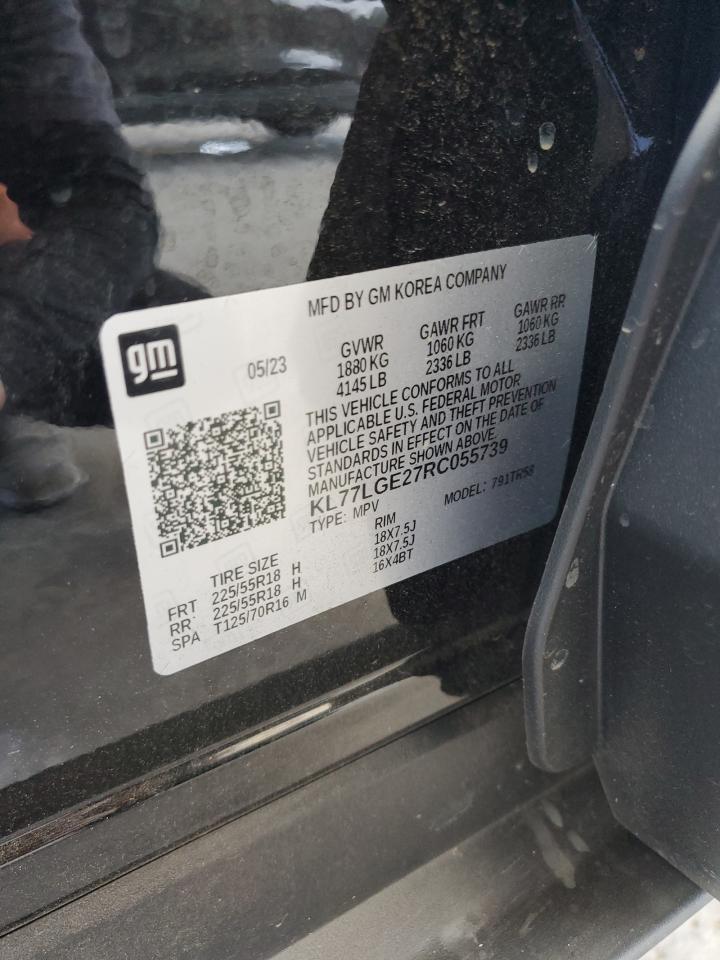 MFD BY GM KOREA COMPANY
gm
05/23
GVWR
1880 KG
4145 LB
GAWR FRT
1060 KG
2336 LB
GAWR RR
1060 KG
2336 LB
THIS VEHICLE CONFORMS TO ALL
APPLICABLE U.S. FEDERAL MOTOR
VEHICLE SAFETY AND THEFT PREVENTION
STANDARDS IN EFFECT ON THE DATE OF
MANUFACTURE SHOWN ABOVE.
KL77LGE27RC055739
TYPE: MPV MODEL: 791TR58
TIRE SIZE RIM
FRT 225/55R18 H 18X7.5J
RR 225/55R18 H 18X7.5J
SPA T125/70R16 M 16X4BT